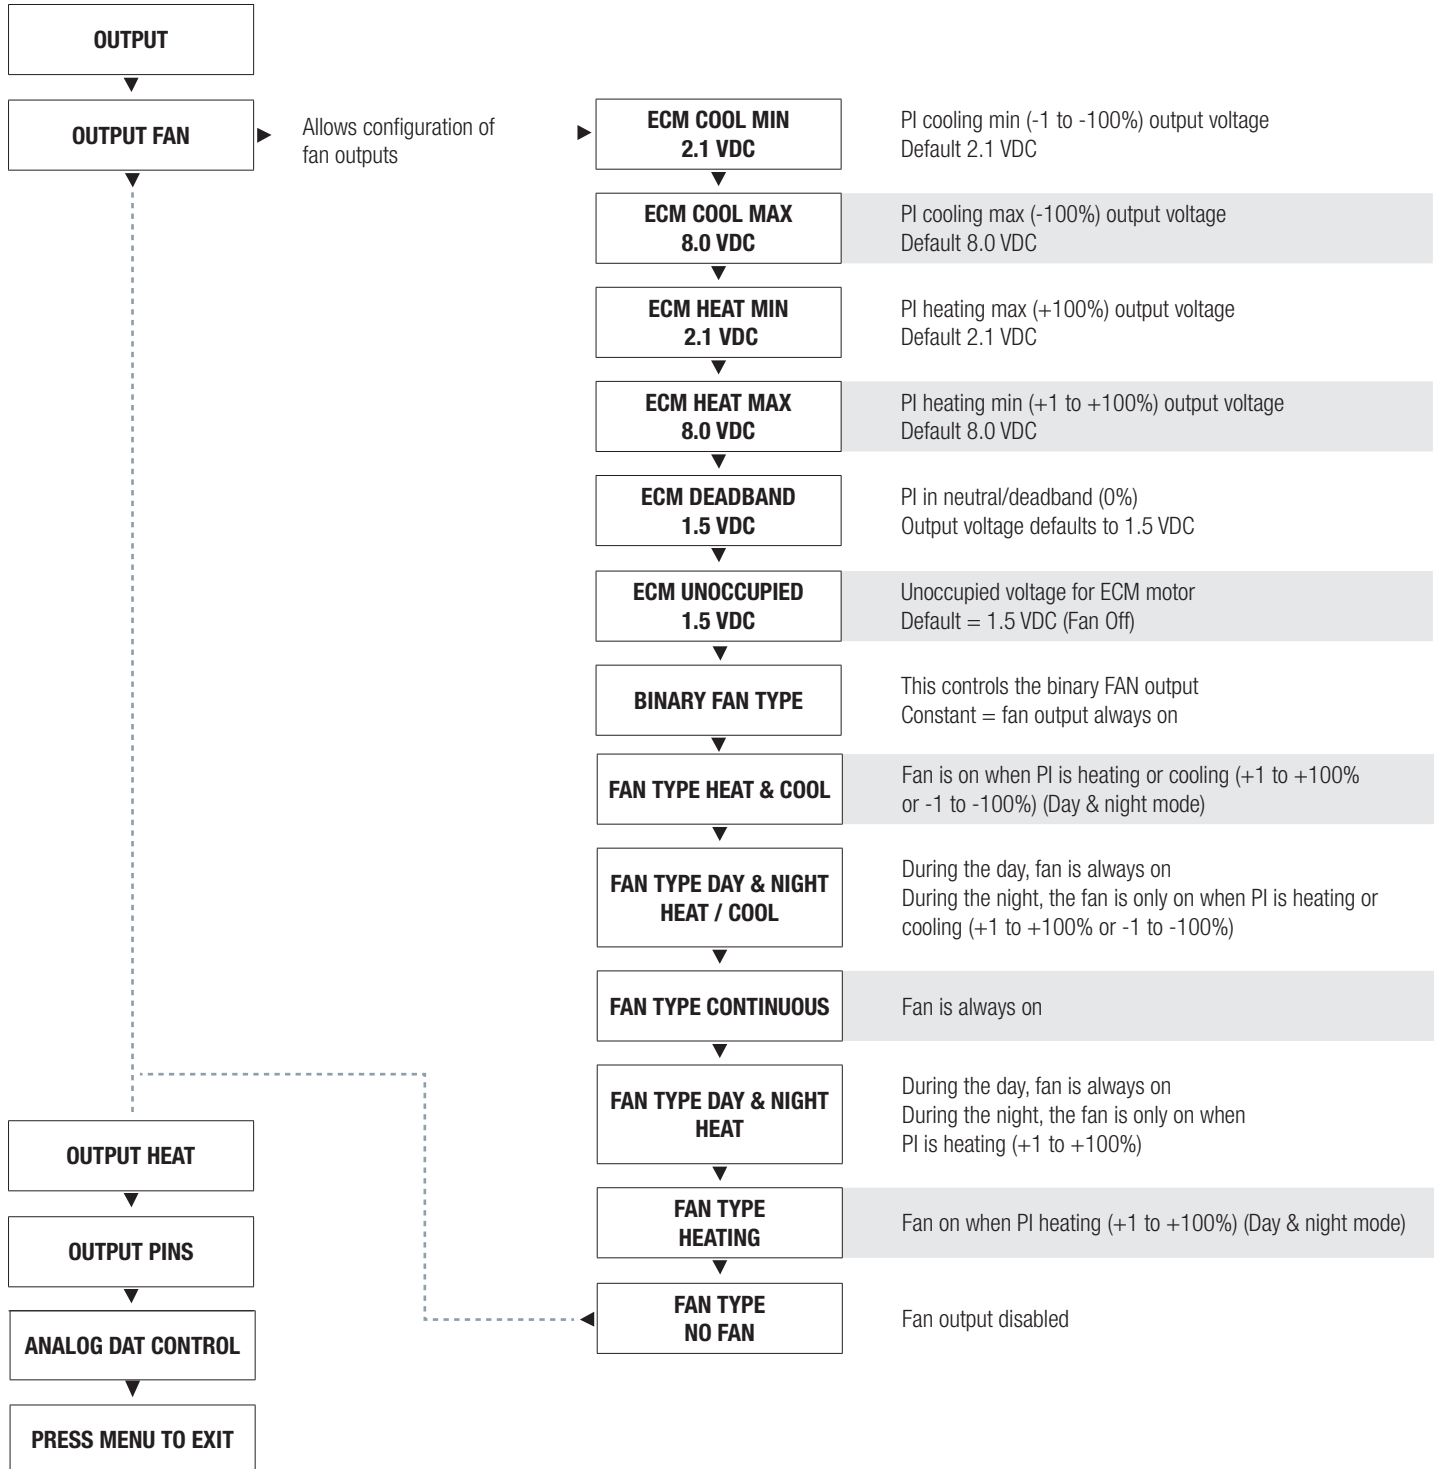 OUTPUT
OUTPUT FAN
Allows configuration of
fan outputs
ECM COOL MIN
2.1 VDC
PI cooling min (-1 to -100%) output voltage
Default 2.1 VDC
ECM COOL MAX
8.0 VDC
PI cooling max (-100%) output voltage
Default 8.0 VDC
ECM HEAT MIN
2.1 VDC
PI heating max (+100%) output voltage
Default 2.1 VDC
ECM HEAT MAX
8.0 VDC
PI heating min (+1 to +100%) output voltage
Default 8.0 VDC
ECM DEADBAND
1.5 VDC
PI in neutral/deadband (0%)
Output voltage defaults to 1.5 VDC
ECM UNOCCUPIED
1.5 VDC
Unoccupied voltage for ECM motor
Default = 1.5 VDC (Fan Off)
BINARY FAN TYPE
This controls the binary FAN output
Constant = fan output always on
FAN TYPE HEAT & COOL
Fan is on when PI is heating or cooling (+1 to +100%
or -1 to -100%) (Day & night mode)
FAN TYPE DAY & NIGHT
HEAT / COOL
During the day, fan is always on
During the night, the fan is only on when PI is heating or
cooling (+1 to +100% or -1 to -100%)
FAN TYPE CONTINUOUS
Fan is always on
FAN TYPE DAY & NIGHT
HEAT
During the day, fan is always on
During the night, the fan is only on when
PI is heating (+1 to +100%)
FAN TYPE
HEATING
Fan on when PI heating (+1 to +100%) (Day & night mode)
FAN TYPE
NO FAN
Fan output disabled
OUTPUT HEAT
OUTPUT PINS
ANALOG DAT CONTROL
PRESS MENU TO EXIT